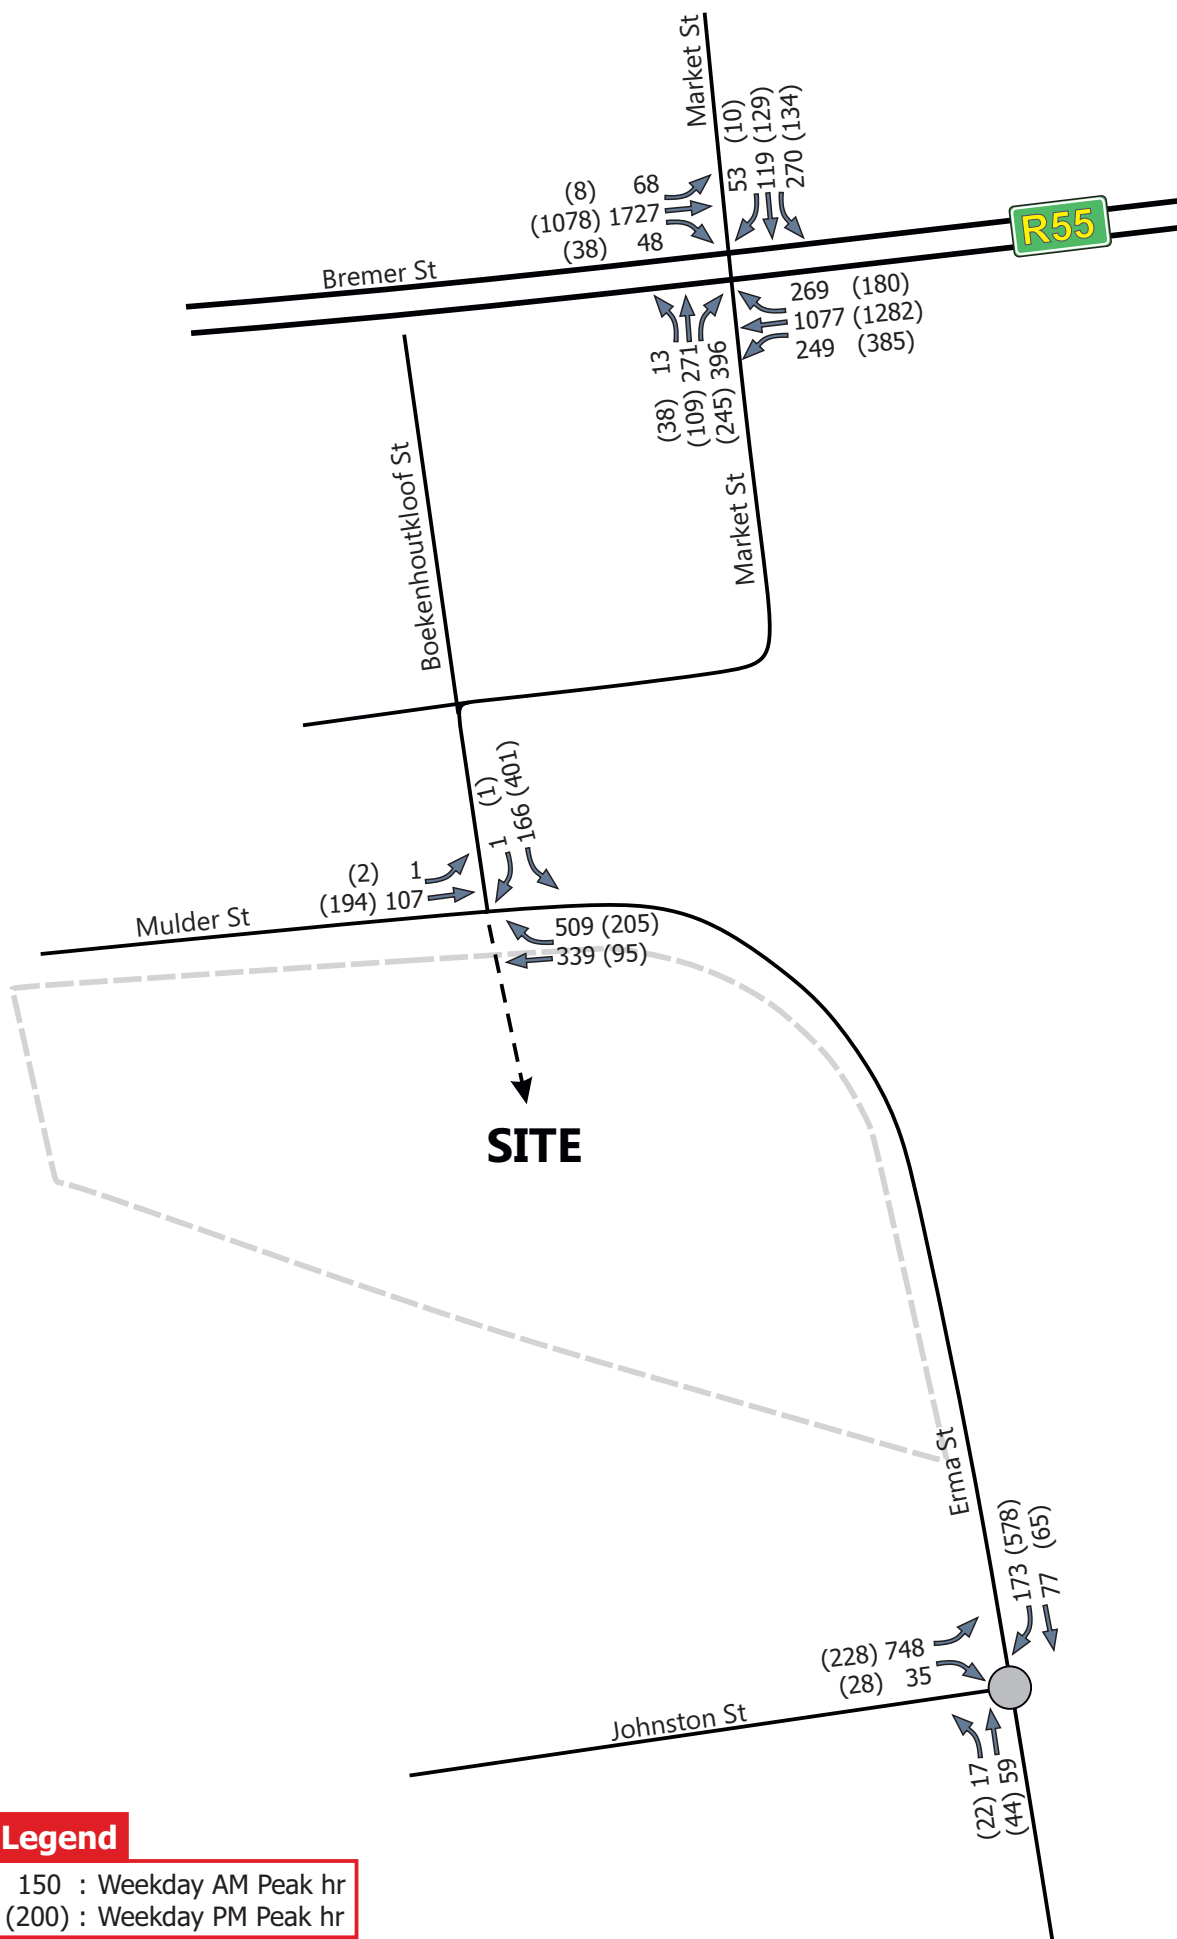 Market St
53 (10)
119 (129)
270 (134)
(8) 68
(1078) 1727
(38) 48
R55
Bremer St
269 (180)
1077 (1282)
249 (385)
(38) 13
(109) 271
(245) 396
Boekenhoutkloof St
Market St
1 (1)
166 (401)
(2) 1
(194) 107
Mulder St
509 (205)
339 (95)
SITE
Erma St
173 (578)
77 (65)
(228) 748
(28) 35
Johnston St
(22) 17
(44) 59
Legend
150 : Weekday AM Peak hr
(200) : Weekday PM Peak hr